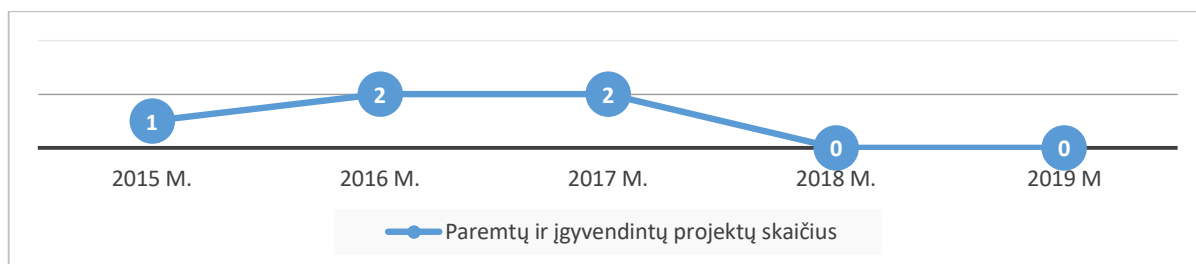 1
2
2
0
0
2015 M.
2016 M.
2017 M.
2018 M.
2019 M
Paremtų ir įgyvendintų projektų skaičius